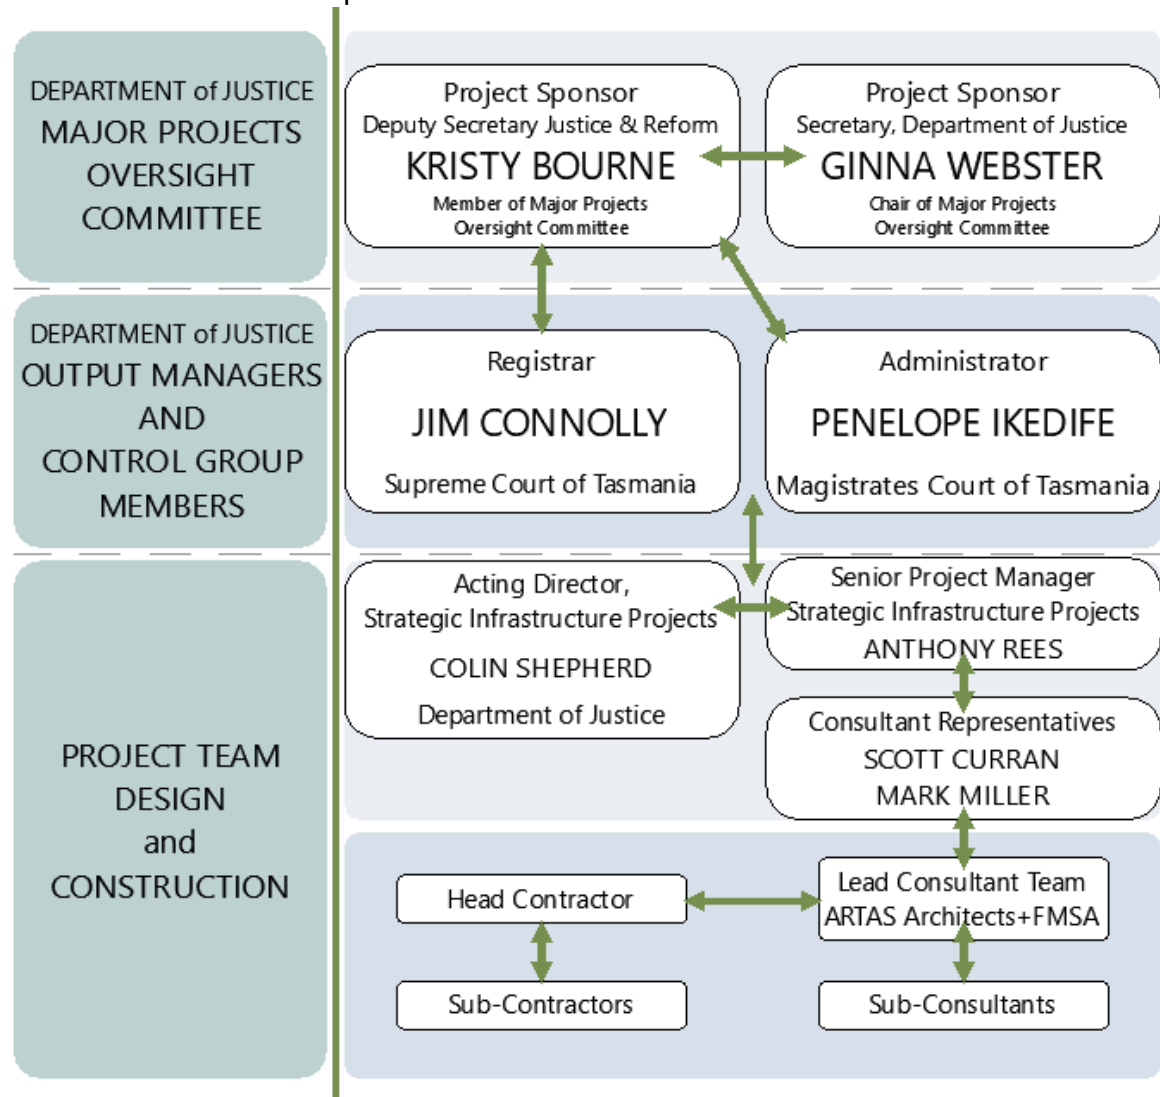 DEPARTMENT of JUSTICE
MAJOR PROJECTS
OVERSIGHT
COMMITTEE
Project Sponsor
Deputy Secretary Justice & Reform
KRISTY BOURNE
Member of Major Projects
Oversight Committee
Project Sponsor
Secretary, Department of Justice
GINNA WEBSTER
Chair of Major Projects
Oversight Committee
DEPARTMENT of JUSTICE
OUTPUT MANAGERS
AND
CONTROL GROUP
MEMBERS
Registrar
JIM CONNOLLY
Supreme Court of Tasmania
Administrator
PENELOPE IKEDIFE
Magistrates Court of Tasmania
PROJECT TEAM
DESIGN
and
CONSTRUCTION
Acting Director,
Strategic Infrastructure Projects
COLIN SHEPHERD
Department of Justice
Senior Project Manager
Strategic Infrastructure Projects
ANTHONY REES
Consultant Representatives
SCOTT CURRAN
MARK MILLER
Head Contractor
Lead Consultant Team
ARTAS Architects+FMSA
Sub-Contractors
Sub-Consultants